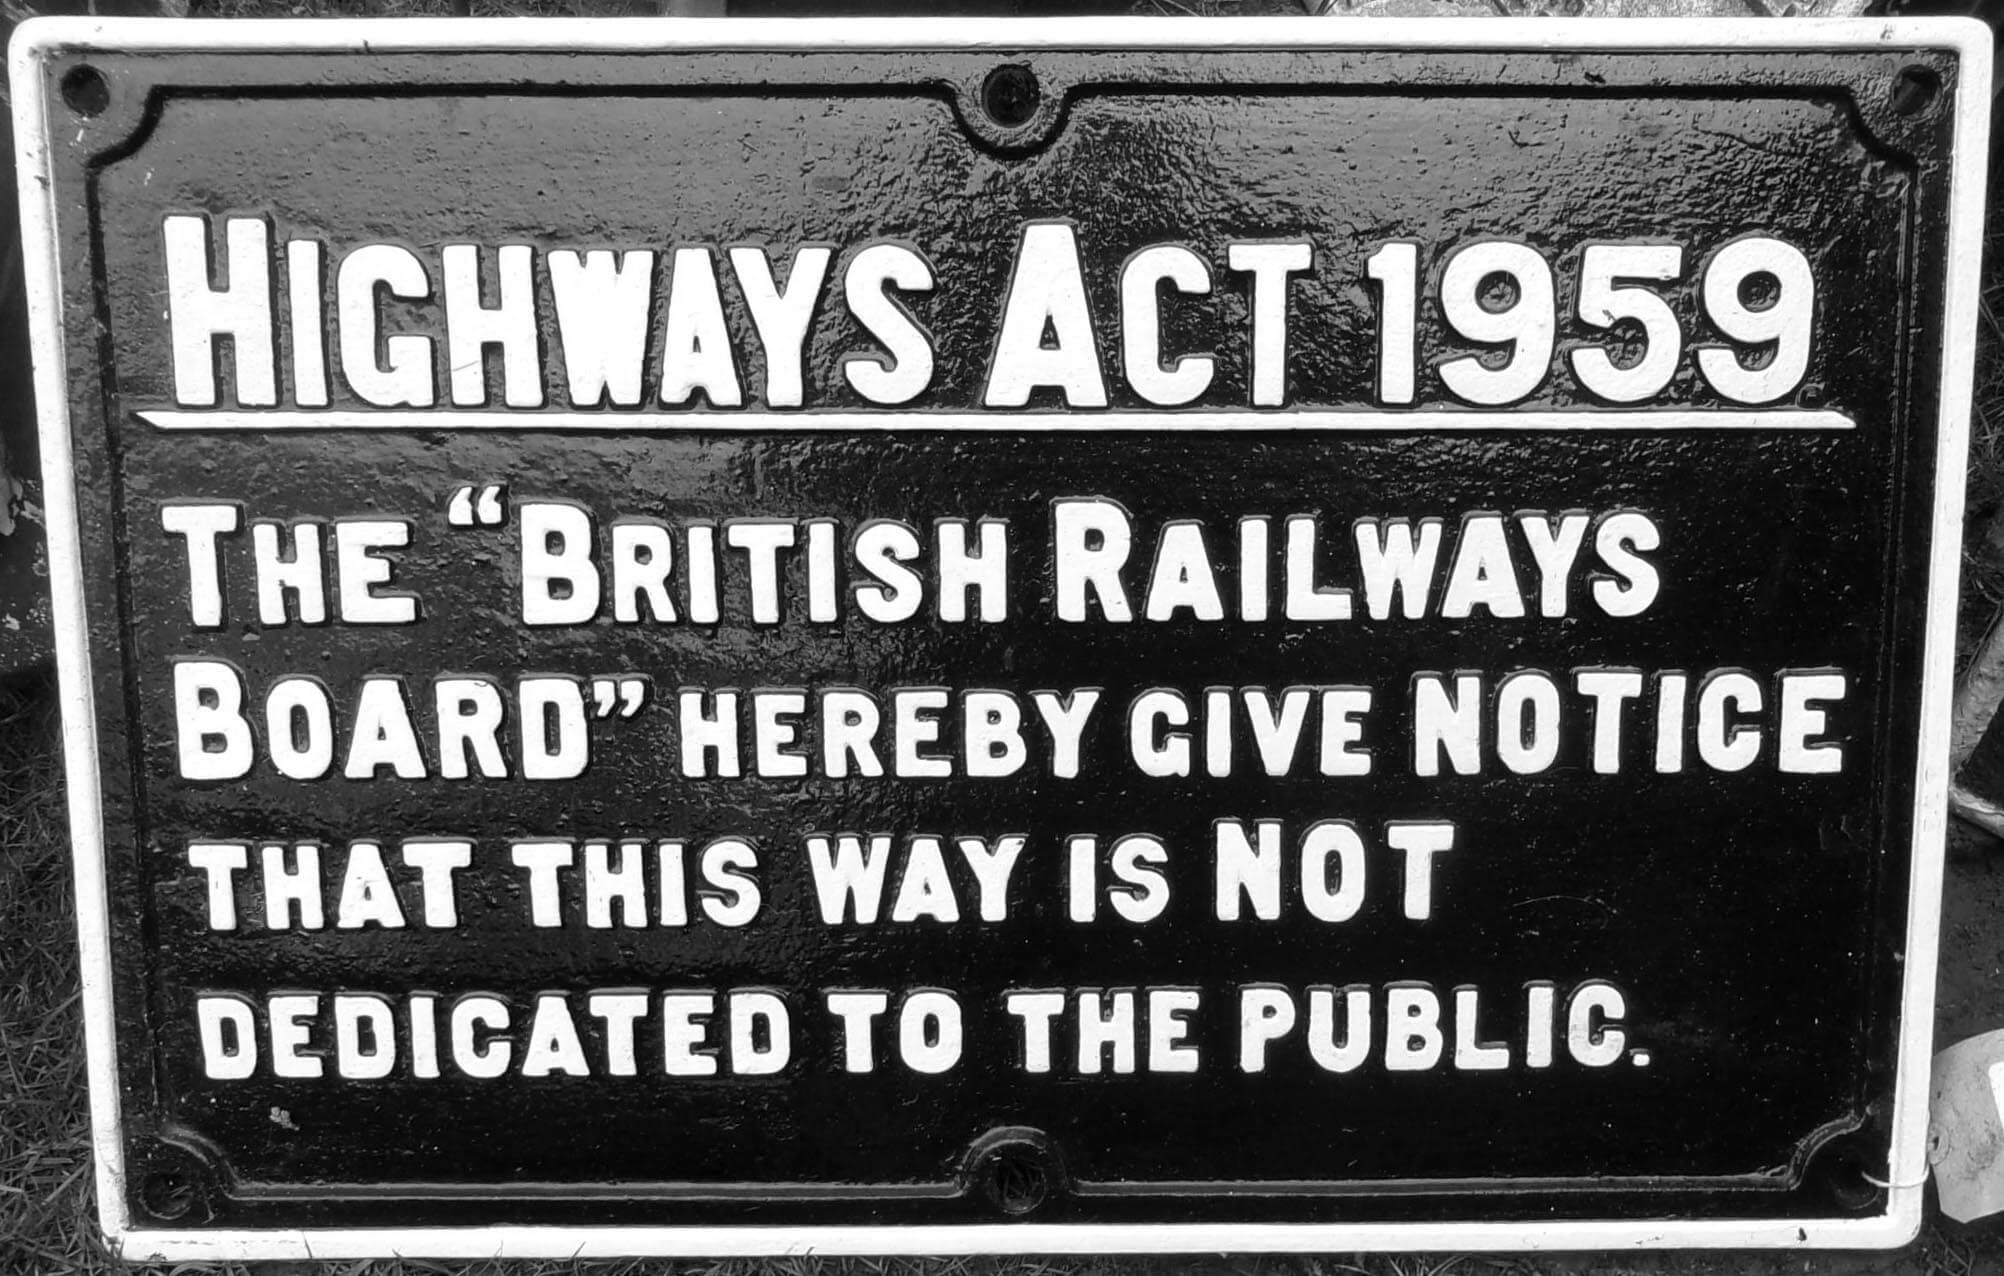 HIGHWAYS ACT 1959
THE “BRITISH RAILWAYS
BOARD” HEREBY GIVE NOTICE
THAT THIS WAY IS NOT
DEDICATED TO THE PUBLIC.